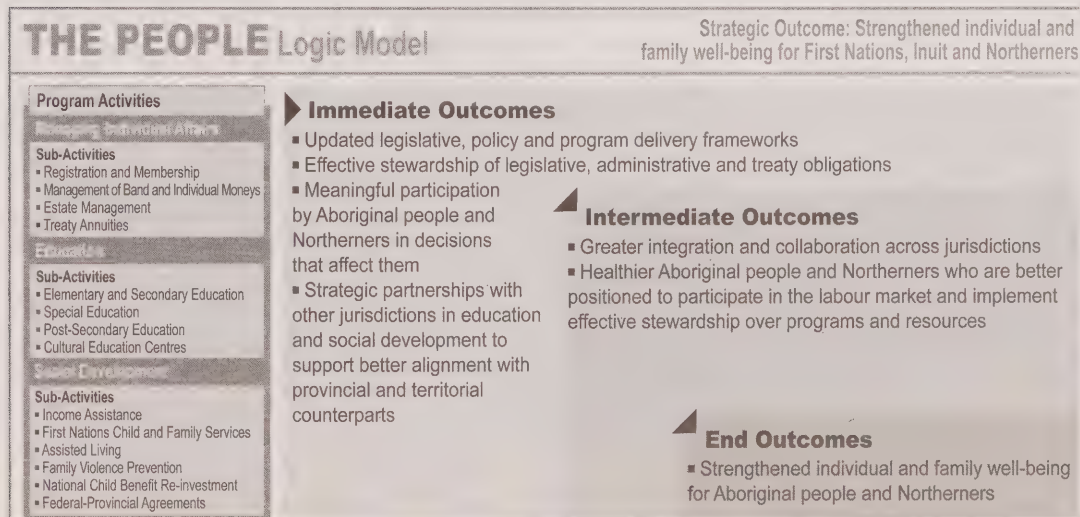 THE PEOPLE Logic Model
Strategic Outcome: Strengthened individual and
family well-being for First Nations, Inuit and Northerners
Program Activities
Managing Individual Affairs
Sub-Activities
▪ Registration and Membership
▪ Management of Band and Individual Moneys
▪ Estate Management
▪ Treaty Annuities
Education
Sub-Activities
▪ Elementary and Secondary Education
▪ Special Education
▪ Post-Secondary Education
▪ Cultural Education Centres
Social Development
Sub-Activities
▪ Income Assistance
▪ First Nations Child and Family Services
▪ Assisted Living
▪ Family Violence Prevention
▪ National Child Benefit Re-investment
▪ Federal-Provincial Agreements
Immediate Outcomes
▪ Updated legislative, policy and program delivery frameworks
▪ Effective stewardship of legislative, administrative and treaty obligations
▪ Meaningful participation
by Aboriginal people and
Northerners in decisions
that affect them
▪ Strategic partnerships with
other jurisdictions in education
and social development to
support better alignment with
provincial and territorial
counterparts
Intermediate Outcomes
▪ Greater integration and collaboration across jurisdictions
▪ Healthier Aboriginal people and Northerners who are better
positioned to participate in the labour market and implement
effective stewardship over programs and resources
End Outcomes
▪ Strengthened individual and family well-being
for Aboriginal people and Northerners